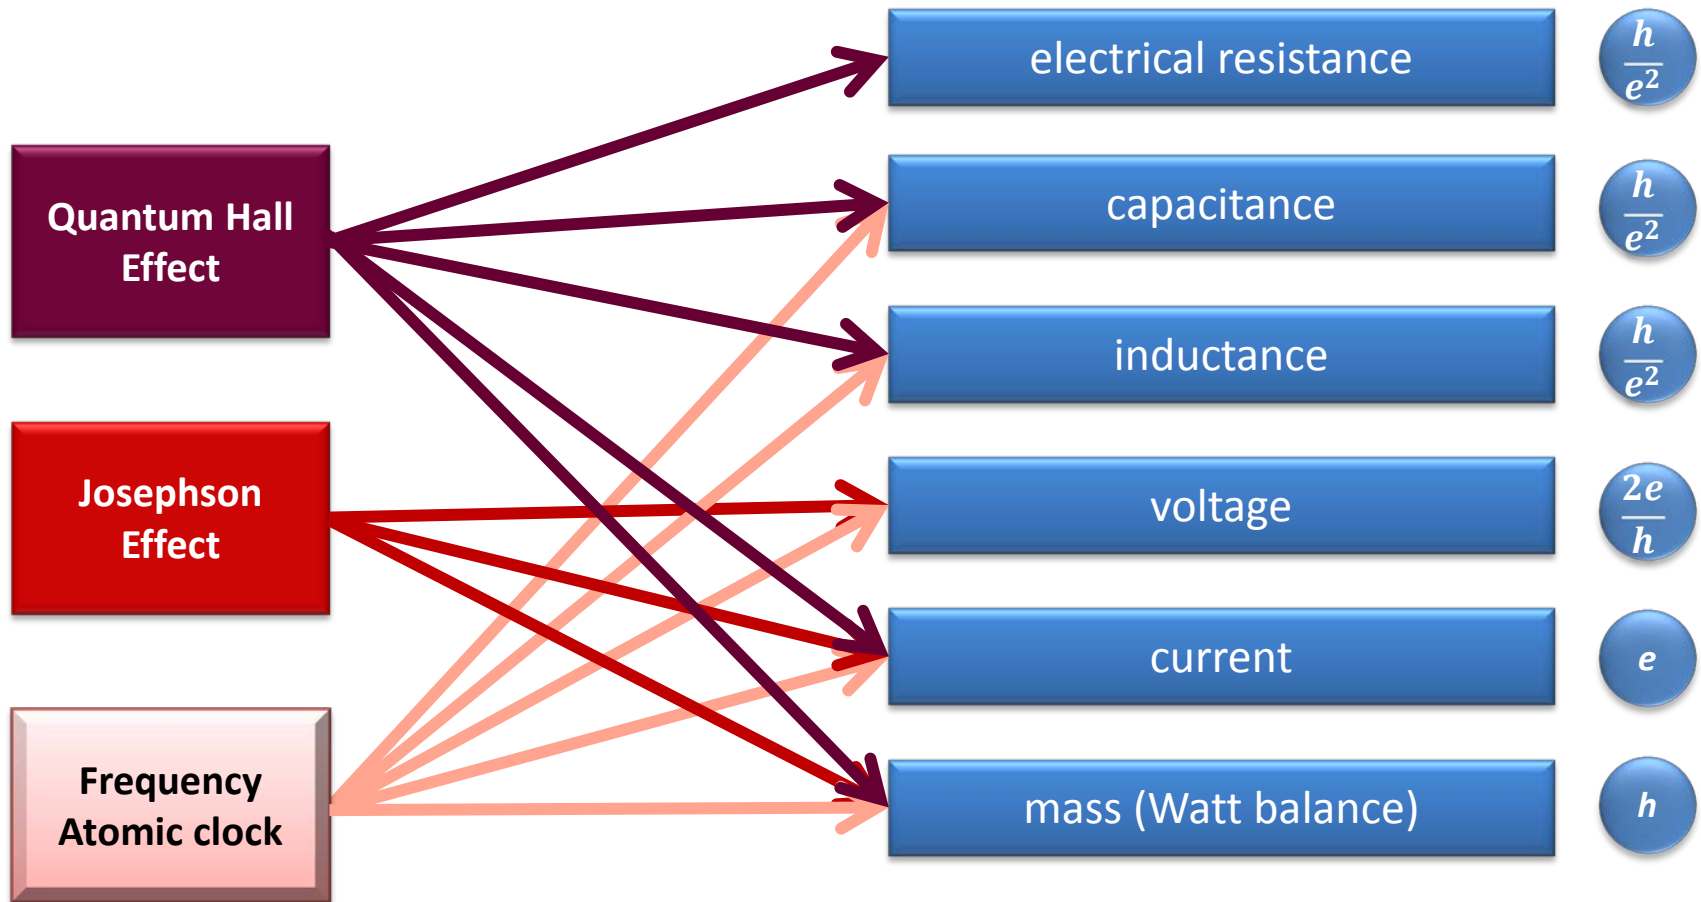 Quantum Hall
Effect
Josephson
Effect
Frequency
Atomic clock
electrical resistance
h
e²
capacitance
h
e²
inductance
h
e²
voltage
2e
h
current
e
mass (Watt balance)
h